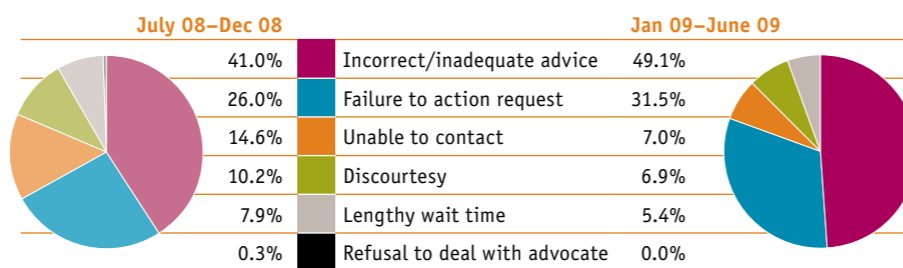 July 08–Dec 08 Jan 09–June 09
41.0% Incorrect/inadequate advice 49.1%
26.0% Failure to action request 31.5%
14.6% Unable to contact 7.0%
10.2% Discourtesy 6.9%
7.9% Lengthy wait time 5.4%
0.3% Refusal to deal with advocate 0.0%